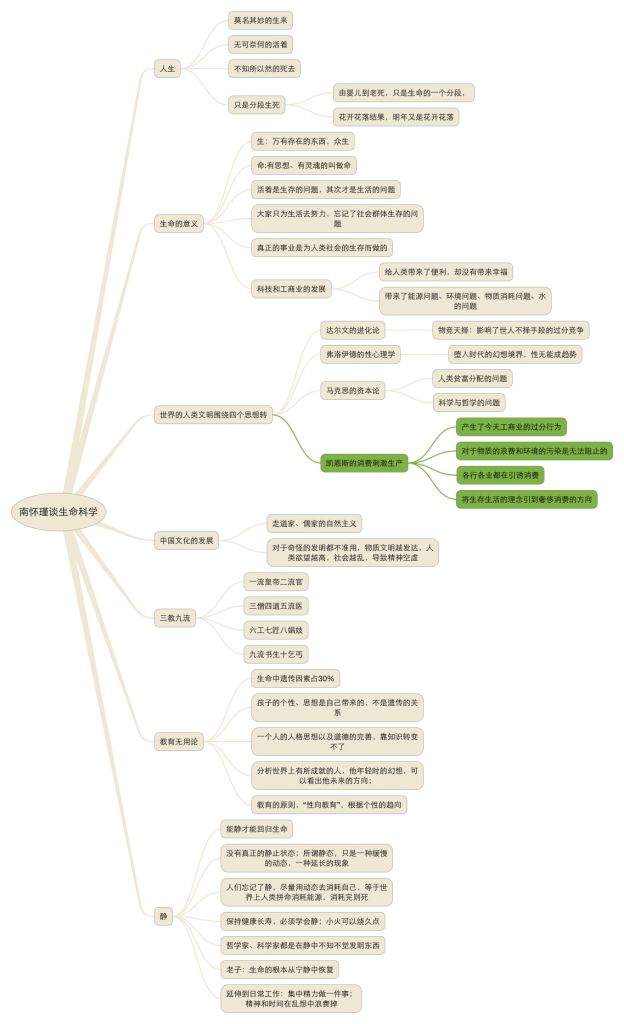 南怀瑾谈生命科学
人生
莫名其妙的生来
无可奈何的活着
不知所以然的死去
只是分段生死
由婴儿到老死，只是生命的一个分段，
花开花落结果，明年又是花开花落
生命的意义
生：万有存在的东西，众生
命:有思想、有灵魂的叫做命
活着是生存的问题、其次才是生活的问题
大家只为生活去努力，忘记了社会群体生存的问
题
真正的事业是为人类社会的生存而做的
科技和工商业的发展
给人类带来了便利，却没有带来幸福
带来了能源问题、环境问题、物质消耗问题、水
的问题
世界的人类文明围绕四个思想转
达尔文的进化论
物竞天择：影响了世人不择手段的过分竞争
弗洛伊德的性心理学
堕入时代的幻想境界，性无能成趋势
马克思的资本论
人类贫富分配的问题
科学与哲学的问题
凯恩斯的消费刺激生产
产生了今天工商业的过分行为
对于物质的浪费和环境的污染是无法阻止的
各行各业都在引诱消费
将生存生活的理念引到奢侈消费的方向
中国文化的发展
走道家、儒家的自然主义
对于奇怪的发明都不准用，物质文明越发达，人
类欲望越高，社会越乱，导致精神空虚
三教九流
一流皇帝二流官
三僧四道五流医
六工七匠八娼妓
九流书生十乞丐
教育无用论
生命中遗传因素占30%
孩子的个性、思想是自己带来的，不是遗传的关
系
一个人的人格思想以及道德的完善，靠知识转变
不了
分析世界上有所成就的人，他年轻时的幻想，可
以看出他未来的方向；
教育的原则，“性向教育”，根据个性的趋向
静
能静才能回归生命
没有真正的静止状态；所谓静态，只是一种缓慢
的动态，一种延长的现象
人们忘记了静，尽量用动态去消耗自己，等于世
界上人类拼命消耗能源，消耗完则死
保持健康长寿，必须学会静；小火可以烧久点
哲学家、科学家都是在静中不知不觉发明东西
老子：生命的根本从宁静中恢复
延伸到日常工作：集中精力做一件事；
精神和时间在乱想中浪费掉